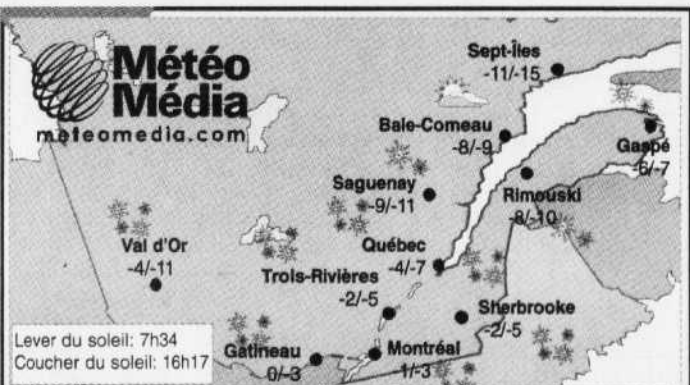 Météo
Média
meteomedia.com
Sept-Îles
-11/-15
Baie-Comeau
-8/-9
Gaspé
-6/-7
Saguenay
-9/-11
Rimouski
-8/-10
Val d'Or
-4/-11
Québec
-4/-7
Trois-Rivières
-2/-5
Sherbrooke
-2/-5
Lever du soleil: 7h34
Coucher du soleil: 16h17
Gatineau
0/-3
Montréal
-1/-3